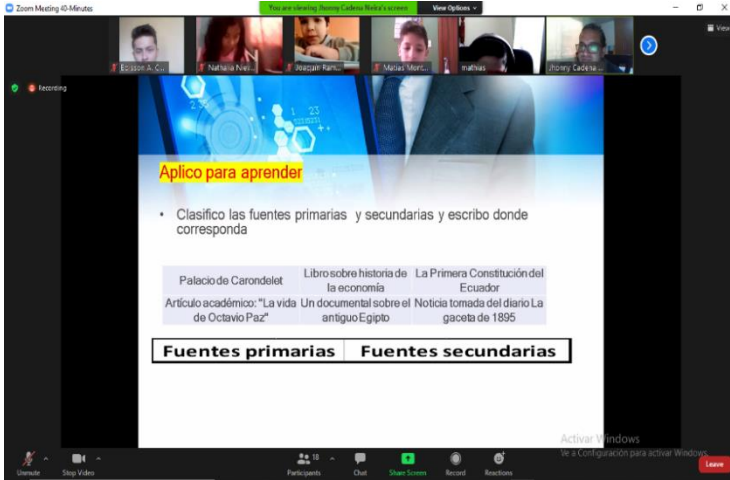 Zoom Meeting 40-Minutes
You are viewing Jhonny Cadena Neira's screen
View Options
View
Edisson A. C...
Nathalia Nie...
Joaquin Ram...
Matias Mont...
mathias
Jhonny Cadena ...
Recording
Aplico para aprender
• Clasifico las fuentes primarias y secundarias y escribo donde
corresponda
Palacio de Carondelet
Libro sobre historia de
la economía
La Primera Constitución del
Ecuador
Artículo académico: "La vida
de Octavio Paz"
Un documental sobre el
antiguo Egipto
Noticia tomada del diario La
gaceta de 1895
Fuentes primarias
Fuentes secundarias
Activar Windows
Ve a Configuración para activar Windows.
Unmute
Stop Video
18
Participants
Chat
Share Screen
Record
Reactions
Leave